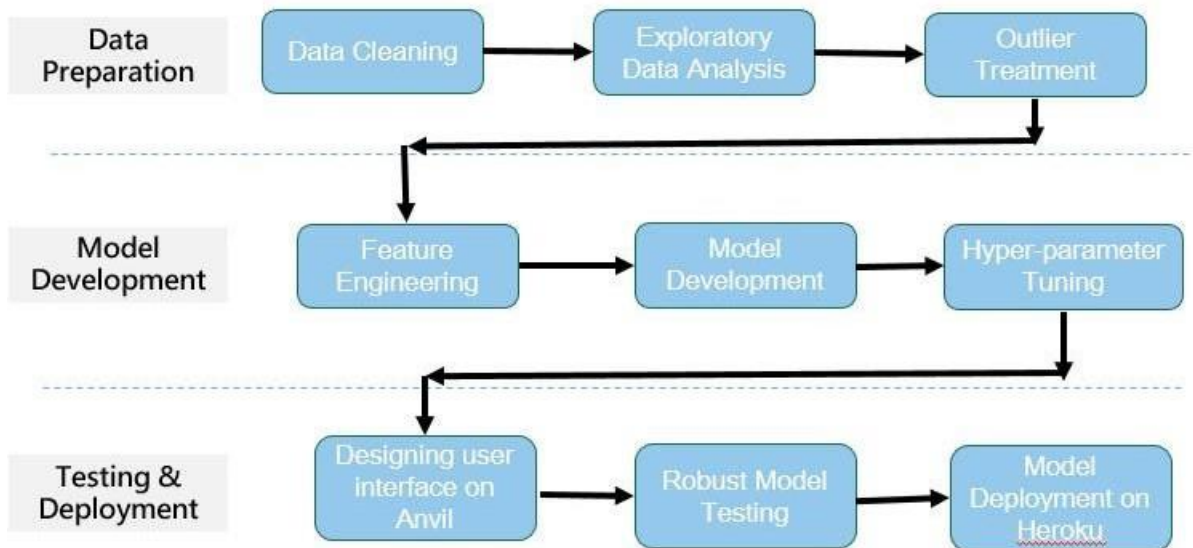 Data
Preparation
Data Cleaning
Exploratory
Data Analysis
Outlier
Treatment
Model
Development
Feature
Engineering
Model
Development
Hyper-parameter
Tuning
Testing &
Deployment
Designing user
interface on
Anvil
Robust Model
Testing
Model
Deployment on
Heroku